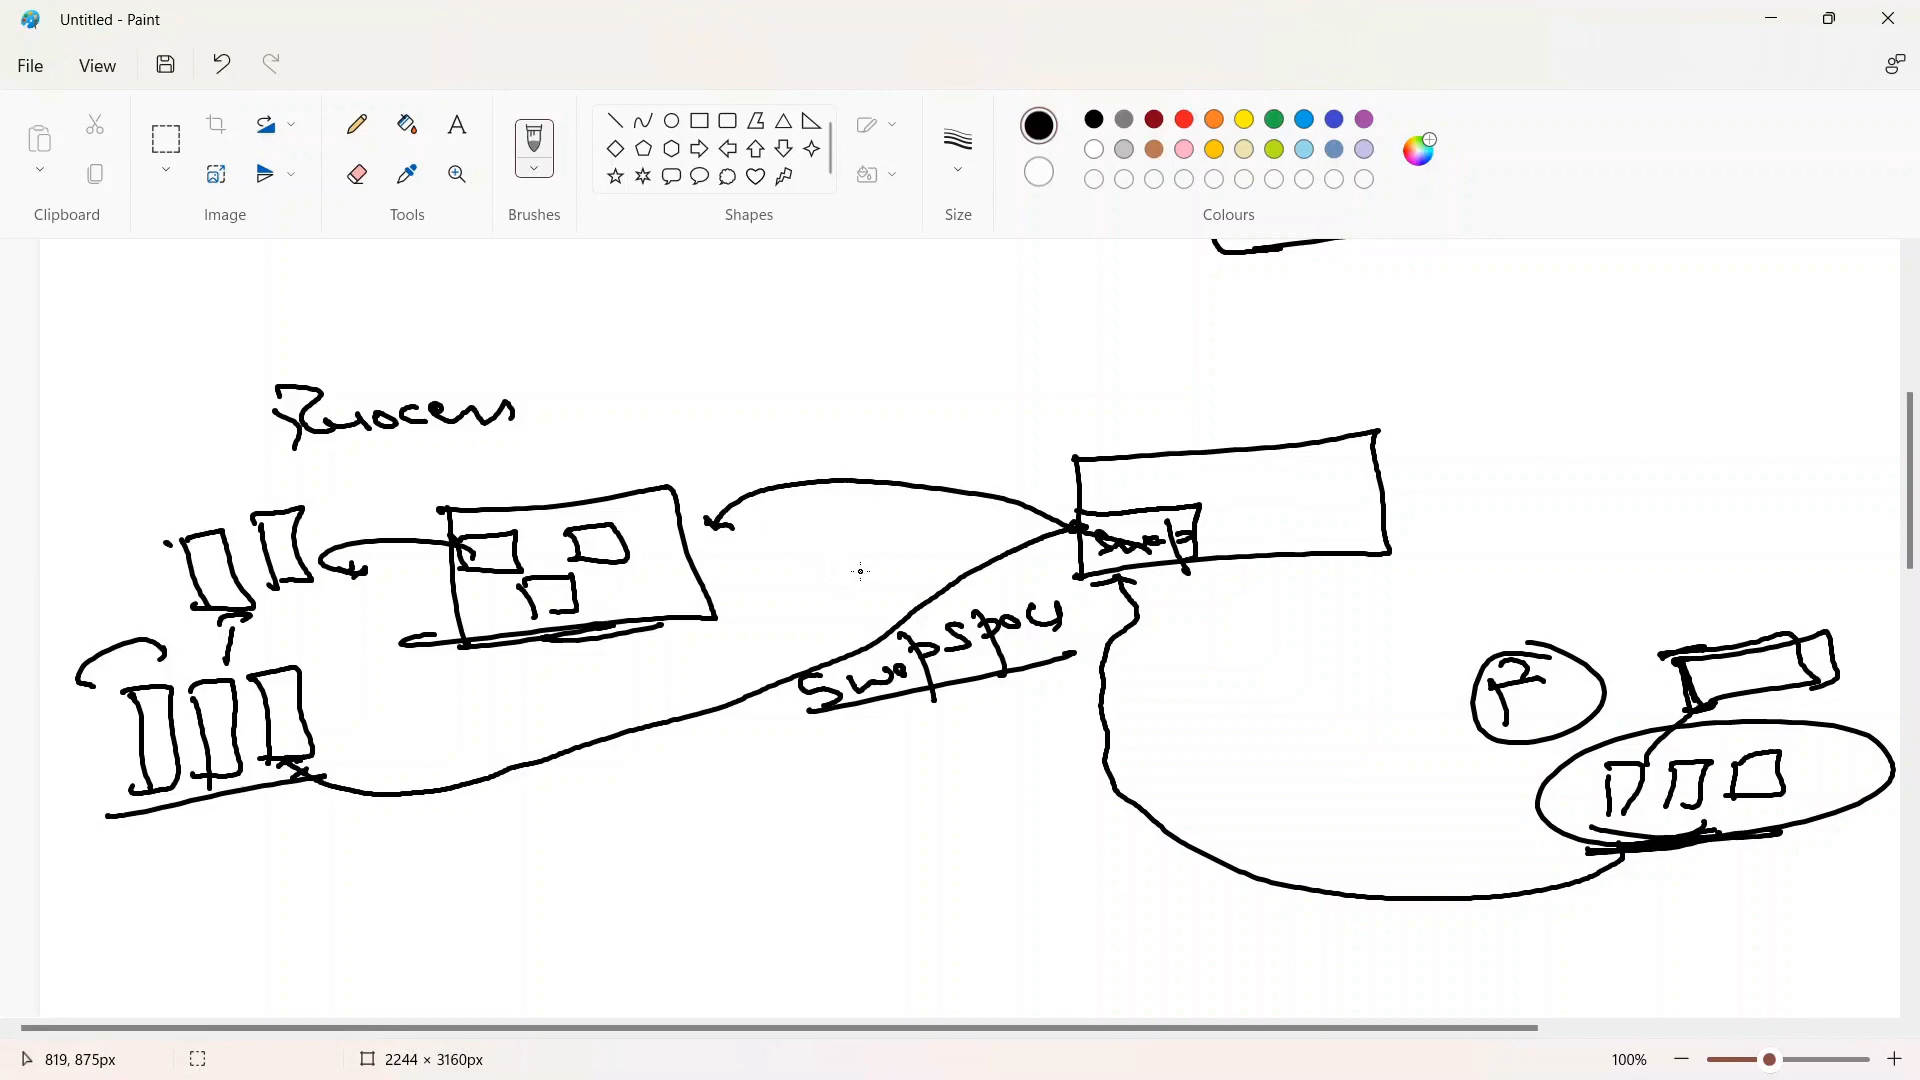 Untitled - Paint
File
View
Clipboard
Image
Tools
Brushes
Shapes
Size
Colours
Process
Swap
Swap Space
P
819, 875px
2244 × 3160px
100%